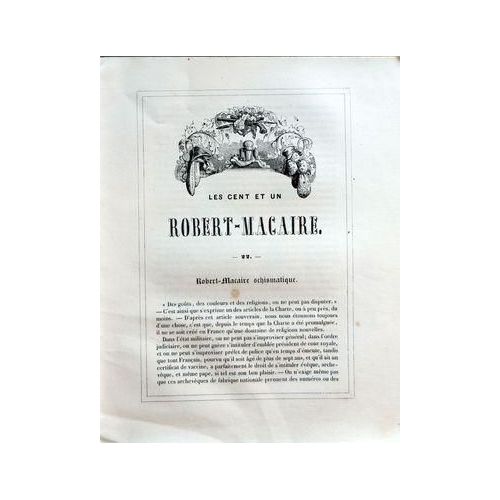 LES CENT ET UN
ROBERT-MACAIRE.
— 22. —
Robert-Macaire schismatique.
« Des goûts, des couleurs et des religions, on ne peut pas disputer. »
— C'est ainsi que s'exprime un des articles de la Charte, ou à peu près, du
moins. — D'après cet article souverain, nous nous étonnons toujours
d'une chose, c'est que, depuis le temps que la Charte a été promulguée,
il ne se soit créé en France qu'une douzaine de religions nouvelles.
Dans l'état militaire, on ne peut s'improviser général; dans l'ordre
judiciaire, on ne peut guère s'intituler d'emblée président de cour royale,
et on ne peut s'improviser préfet de police qu'en temps d'émeute, tandis
que tout Français, pourvu qu'il soit âgé de plus de sept ans, et qu'il ait un
certificat de vaccine, a parfaitement le droit de s'intituler évêque, arche-
vêque, et même pape, si tel est son bon plaisir. — On n'exige même pas
que ces archevêques de fabrique nationale prennent des numéros ou des